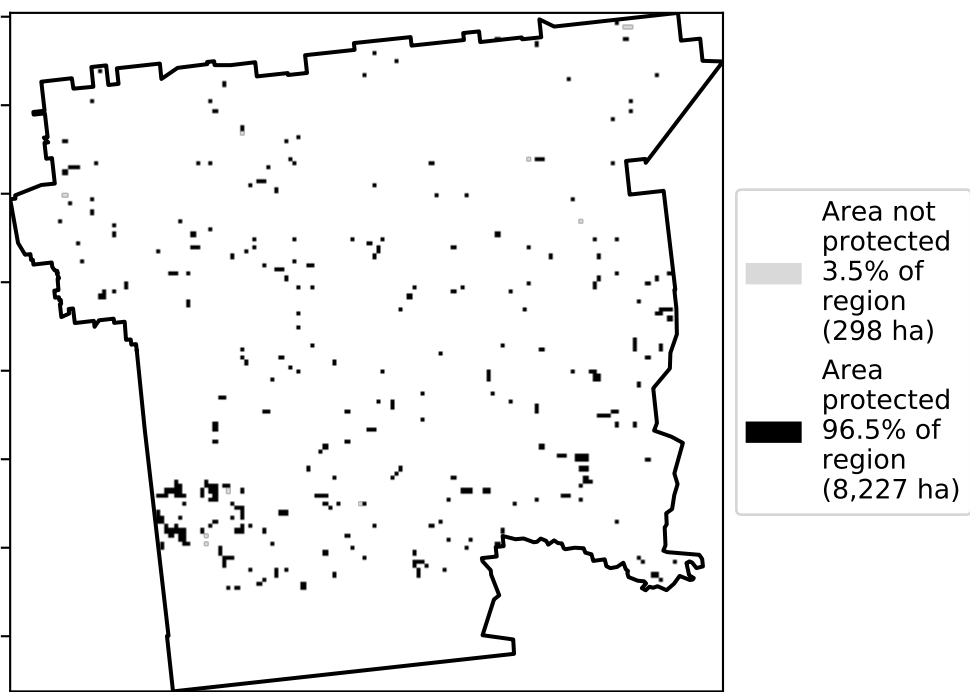 Area not
protected
3.5% of
region
(298 ha)
Area
protected
96.5% of
region
(8,227 ha)